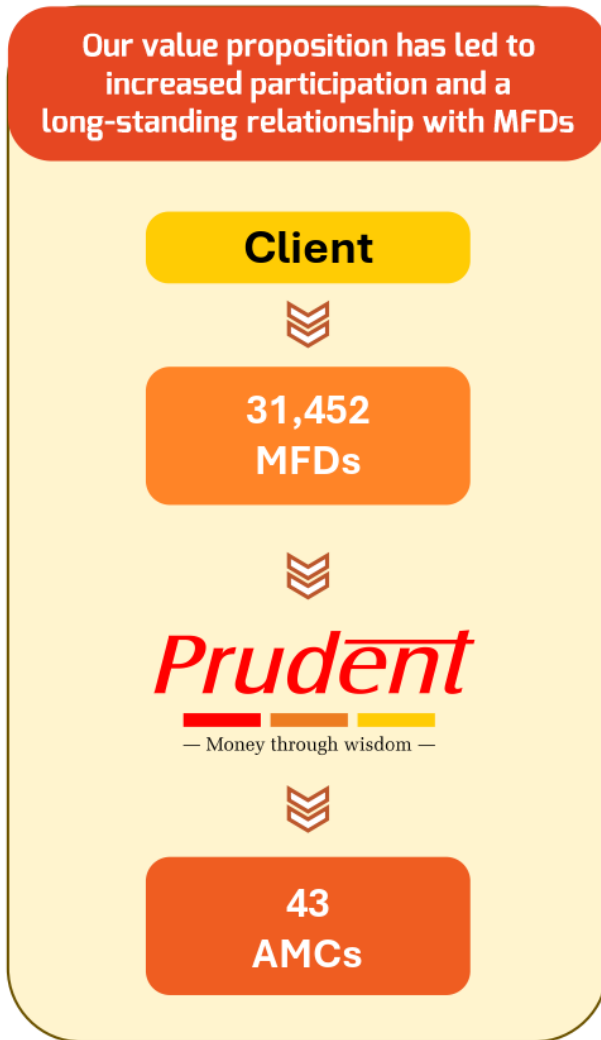 Our value proposition has led to
increased participation and a
long-standing relationship with MFDs
Client
31,452
MFDs
Prudent
— Money through wisdom —
43
AMCs